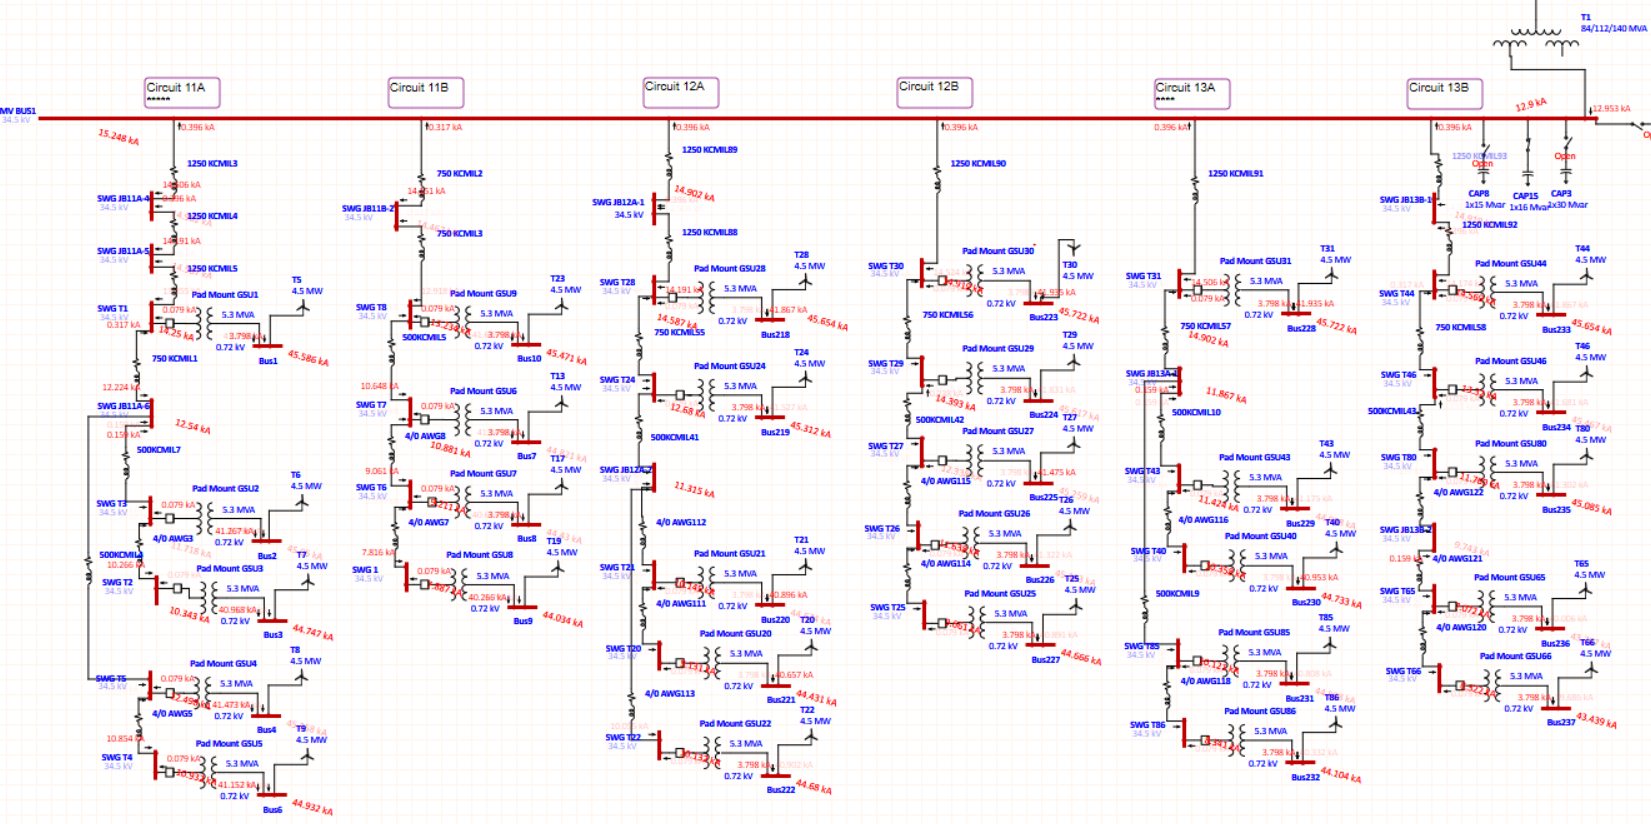 T1
84/112/140 MVA
Circuit 11A
*****
Circuit 11B
Circuit 12A
Circuit 12B
Circuit 13A
****
Circuit 13B
MV BUS1
34.5 kV
15.248 kA
0.396 kA
0.317 kA
0.396 kA
0.396 kA
0.396 kA
0.396 kA
12.9 kA
12.953 kA
1250 KCMIL3
SWG JB11A-4
34.5 kV
1250 KCMIL4
SWG JB11A-5
34.5 kV
1250 KCMIL5
SWG T1
34.5 kV
0.317 kA
0.079 kA
14.25 kA
Pad Mount GSU1
5.3 MVA
0.72 kV
3.798
Bus1
45.586 kA
T5
4.5 MW
750 KCMIL1
12.224 kA
SWG JB11A-6
12.54 kA
500KCMIL7
SWG T3
34.5 kV
0.079 kA
Pad Mount GSU2
5.3 MVA
41.267 kA
0.72 kV
Bus2
T6
4.5 MW
4/0 AWG3
10.266 kA
SWG T2
34.5 kV
10.343 kA
Pad Mount GSU3
5.3 MVA
40.968 kA
0.72 kV
Bus3
44.747 kA
T7
4.5 MW
SWG T5
34.5 kV
0.079 kA
Pad Mount GSU4
5.3 MVA
41.473 kA
0.72 kV
Bus4
T8
4.5 MW
4/0 AWG5
10.854 kA
SWG T4
34.5 kV
0.079 kA
Pad Mount GSU5
5.3 MVA
41.152 kA
0.72 kV
Bus6
44.932 kA
T9
4.5 MW
750 KCMIL2
SWG JB11B-2
34.5 kV
750 KCMIL3
SWG T8
34.5 kV
0.079 kA
Pad Mount GSU9
5.3 MVA
3.798
0.72 kV
Bus10
45.471 kA
T23
4.5 MW
500KCMIL5
10.648 kA
SWG T7
34.5 kV
0.079 kA
10.881 kA
Pad Mount GSU6
5.3 MVA
3.798
0.72 kV
Bus7
T13
4.5 MW
4/0 AWG8
9.061 kA
SWG T6
34.5 kV
0.079 kA
Pad Mount GSU7
5.3 MVA
3.798
0.72 kV
Bus8
T17
4.5 MW
4/0 AWG7
7.816 kA
SWG 1
34.5 kV
0.079 kA
Pad Mount GSU8
5.3 MVA
40.266 kA
0.72 kV
Bus9
44.034 kA
T19
4.5 MW
1250 KCMIL89
SWG JB12A-1
34.5 kV
14.902 kA
1250 KCMIL88
SWG T28
34.5 kV
14.191 kA
14.587 kA
Pad Mount GSU28
5.3 MVA
41.867 kA
0.72 kV
Bus218
45.654 kA
T28
4.5 MW
750 KCMIL55
SWG T24
34.5 kV
12.68 kA
Pad Mount GSU24
5.3 MVA
3.798
0.72 kV
Bus219
45.312 kA
T24
4.5 MW
500KCMIL41
SWG JB12A-2
34.5 kV
11.315 kA
4/0 AWG112
SWG T21
34.5 kV
Pad Mount GSU21
5.3 MVA
40.896 kA
0.72 kV
Bus220
T21
4.5 MW
4/0 AWG111
SWG T20
34.5 kV
Pad Mount GSU20
5.3 MVA
40.657 kA
0.72 kV
Bus221
44.431 kA
T20
4.5 MW
4/0 AWG113
SWG T22
34.5 kV
Pad Mount GSU22
5.3 MVA
3.798 kA
0.72 kV
Bus222
44.68 kA
T22
4.5 MW
1250 KCMIL90
SWG T30
34.5 kV
Pad Mount GSU30
5.3 MVA
41.935 kA
0.72 kV
Bus223
45.722 kA
T30
4.5 MW
750 KCMIL56
SWG T29
34.5 kV
14.393 kA
Pad Mount GSU29
5.3 MVA
3.798 kA
0.72 kV
Bus224
T29
4.5 MW
500KCMIL42
SWG T27
34.5 kV
Pad Mount GSU27
5.3 MVA
41.475 kA
0.72 kV
Bus225
T27
4.5 MW
4/0 AWG115
SWG T26
34.5 kV
Pad Mount GSU26
5.3 MVA
3.798 kA
0.72 kV
Bus226
T26
4.5 MW
4/0 AWG114
SWG T25
34.5 kV
Pad Mount GSU25
5.3 MVA
3.798 kA
0.72 kV
Bus227
44.666 kA
T25
4.5 MW
1250 KCMIL91
SWG T31
34.5 kV
14.506 kA
0.079 kA
Pad Mount GSU31
5.3 MVA
3.798 kA
41.935 kA
0.72 kV
Bus228
45.722 kA
T31
4.5 MW
750 KCMIL57
14.902 kA
SWG JB13A-1
11.867 kA
500KCMIL10
SWG T43
34.5 kV
11.424 kA
Pad Mount GSU43
5.3 MVA
3.798 kA
0.72 kV
Bus229
T43
4.5 MW
4/0 AWG116
SWG T40
34.5 kV
Pad Mount GSU40
5.3 MVA
40.953 kA
0.72 kV
Bus230
44.733 kA
T40
4.5 MW
500KCMIL9
SWG T85
34.5 kV
Pad Mount GSU85
5.3 MVA
3.798 kA
0.72 kV
Bus231
T85
4.5 MW
4/0 AWG118
SWG T86
34.5 kV
Pad Mount GSU86
5.3 MVA
3.798 kA
0.72 kV
Bus232
44.104 kA
T86
4.5 MW
1250 KCMIL93
Open
Open
CAP8
1x15 Mvar
CAP15
1x16 Mvar
CAP3
1x30 Mvar
SWG JB13B-1
34.5 kV
1250 KCMIL92
SWG T44
34.5 kV
Pad Mount GSU44
5.3 MVA
3.798 kA
0.72 kV
Bus233
45.654 kA
T44
4.5 MW
750 KCMIL58
SWG T46
34.5 kV
Pad Mount GSU46
5.3 MVA
3.798 kA
0.72 kV
Bus234
T46
4.5 MW
500KCMIL43
SWG T80
34.5 kV
Pad Mount GSU80
5.3 MVA
3.798 kA
0.72 kV
Bus235
45.085 kA
T80
4.5 MW
4/0 AWG122
SWG JB13B-2
34.5 kV
9.743 kA
4/0 AWG121
0.159 kA
SWG T65
34.5 kV
Pad Mount GSU65
5.3 MVA
3.798 kA
0.72 kV
Bus236
T65
4.5 MW
4/0 AWG120
SWG T66
34.5 kV
Pad Mount GSU66
5.3 MVA
3.798 kA
0.72 kV
Bus237
43.439 kA
T66
4.5 MW